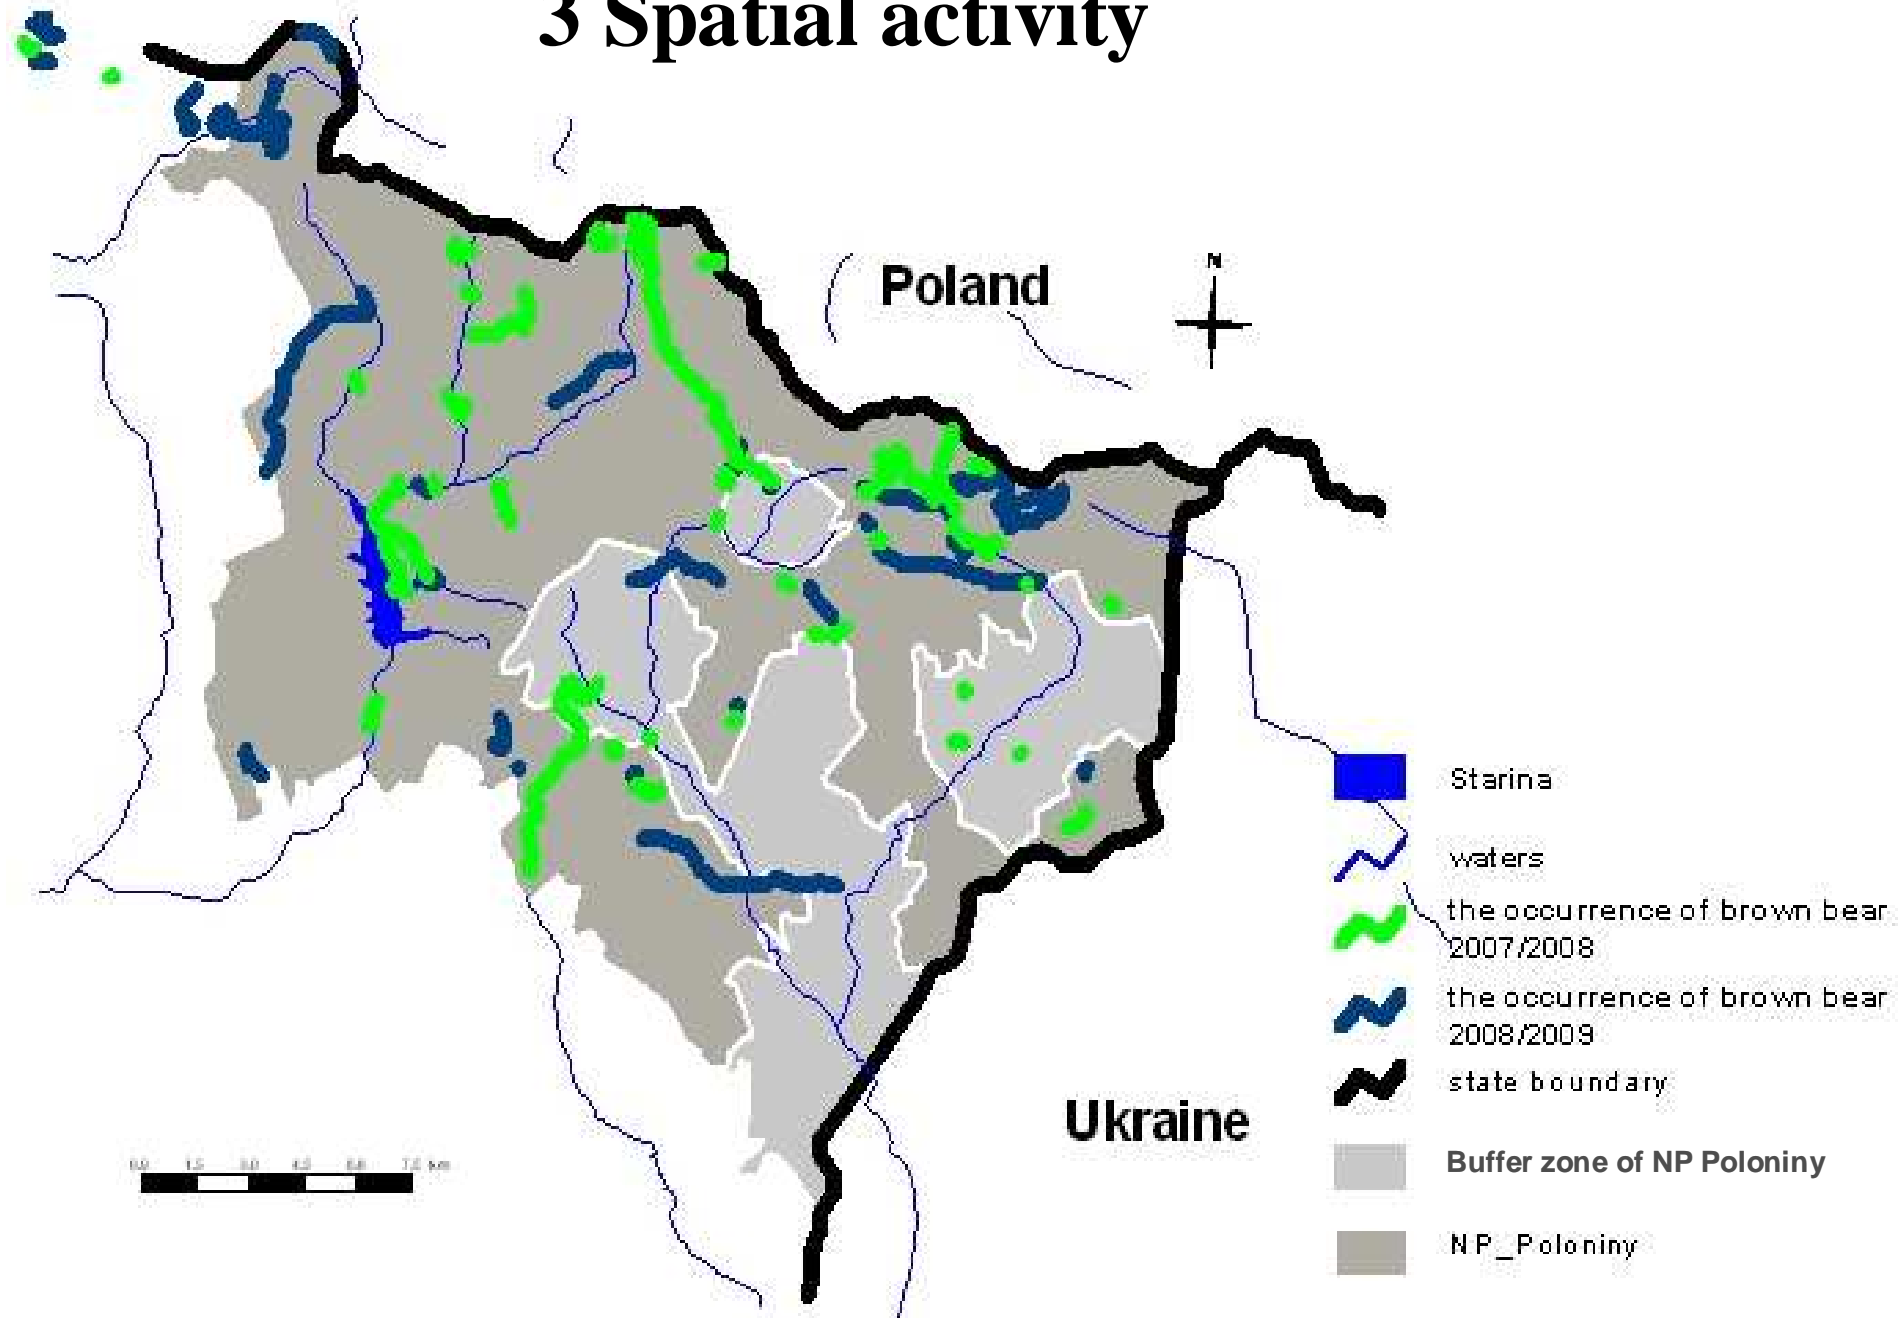 3 Spatial activity
Poland
N
Starina
waters
the occurrence of brown bear
2007/2008
the occurrence of brown bear
2008/2009
state boundary
Ukraine
Buffer zone of NP Poloniny
NP_Poloniny